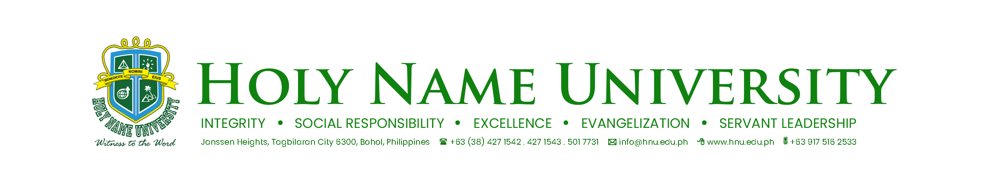 BENEDICITE NOMINI EIUS
HOLY NAME UNIVERSITY
Witness to the Word
HOLY NAME UNIVERSITY
INTEGRITY • SOCIAL RESPONSIBILITY • EXCELLENCE • EVANGELIZATION • SERVANT LEADERSHIP
Janssen Heights, Tagbilaran City 6300, Bohol, Philippines +63 (38) 427 1542 . 427 1543 . 501 7731 info@hnu.edu.ph www.hnu.edu.ph +63 917 516 2533